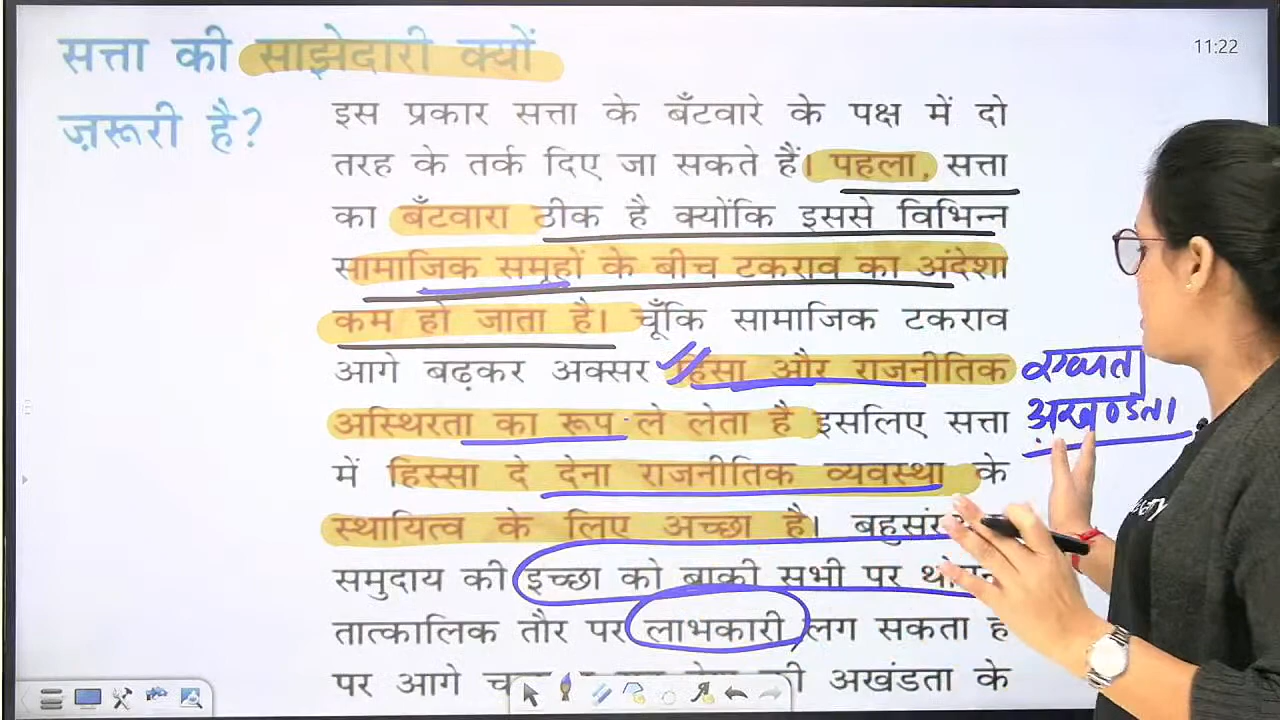 सत्ता की साझेदारी क्यों
ज़रूरी है?
11:22
इस प्रकार सत्ता के बँटवारे के पक्ष में दो
तरह के तर्क दिए जा सकते हैं। पहला, सत्ता
का बँटवारा ठीक है क्योंकि इससे विभिन्न
सामाजिक समूहों के बीच टकराव का अंदेशा
कम हो जाता है। चूँकि सामाजिक टकराव
आगे बढ़कर अक्सर हिंसा और राजनीतिक
अस्थिरता का रूप ले लेता है इसलिए सत्ता
में हिस्सा दे देना राजनीतिक व्यवस्था के
स्थायित्व के लिए अच्छा है।
समुदाय की इच्छा को बाकी सभी पर
तात्कालिक तौर पर लाभकारी लग सकता
पर आगे अखंडता के
अखण्डता